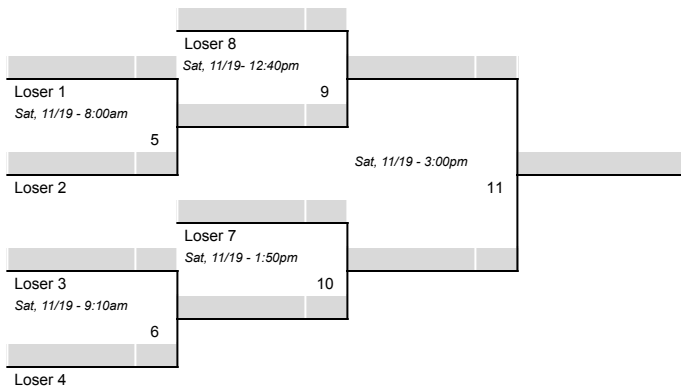 Loser 8
Sat, 11/19- 12:40pm
9
Loser 1
Sat, 11/19 - 8:00am
5
Loser 2
Sat, 11/19 - 3:00pm
11
Loser 7
Sat, 11/19 - 1:50pm
10
Loser 3
Sat, 11/19 - 9:10am
6
Loser 4